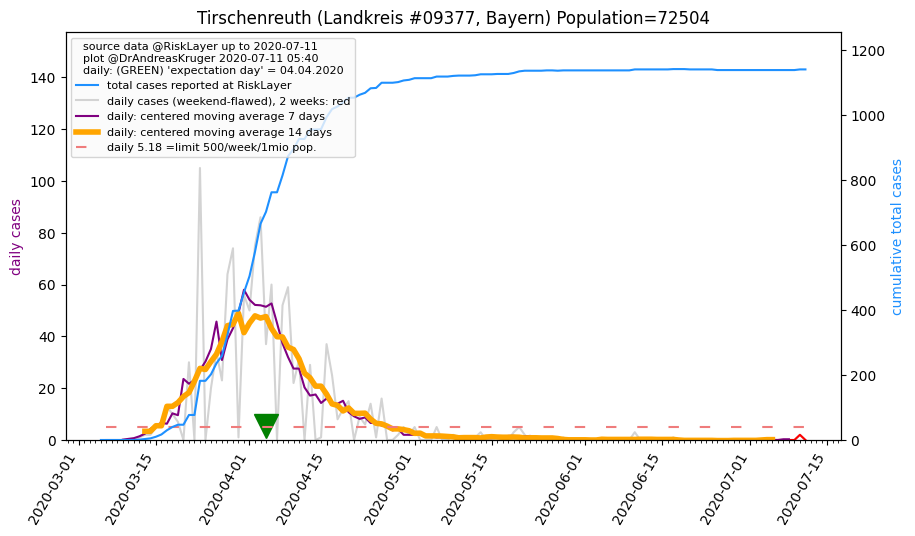 Tirschenreuth (Landkreis #09377, Bayern) Population=72504
source data @RiskLayer up to 2020-07-11
plot @DrAndreasKruger 2020-07-11 05:40
daily: (GREEN) 'expectation day' = 04.04.2020
total cases reported at RiskLayer
daily cases (weekend-flawed), 2 weeks: red
daily: centered moving average 7 days
daily: centered moving average 14 days
daily 5.18 =limit 500/week/1mio pop.
daily cases
140
120
100
80
60
40
20
0
cumulative total cases
1200
1000
800
600
400
200
0
2020-03-01
2020-03-15
2020-04-01
2020-04-15
2020-05-01
2020-05-15
2020-06-01
2020-06-15
2020-07-01
2020-07-15